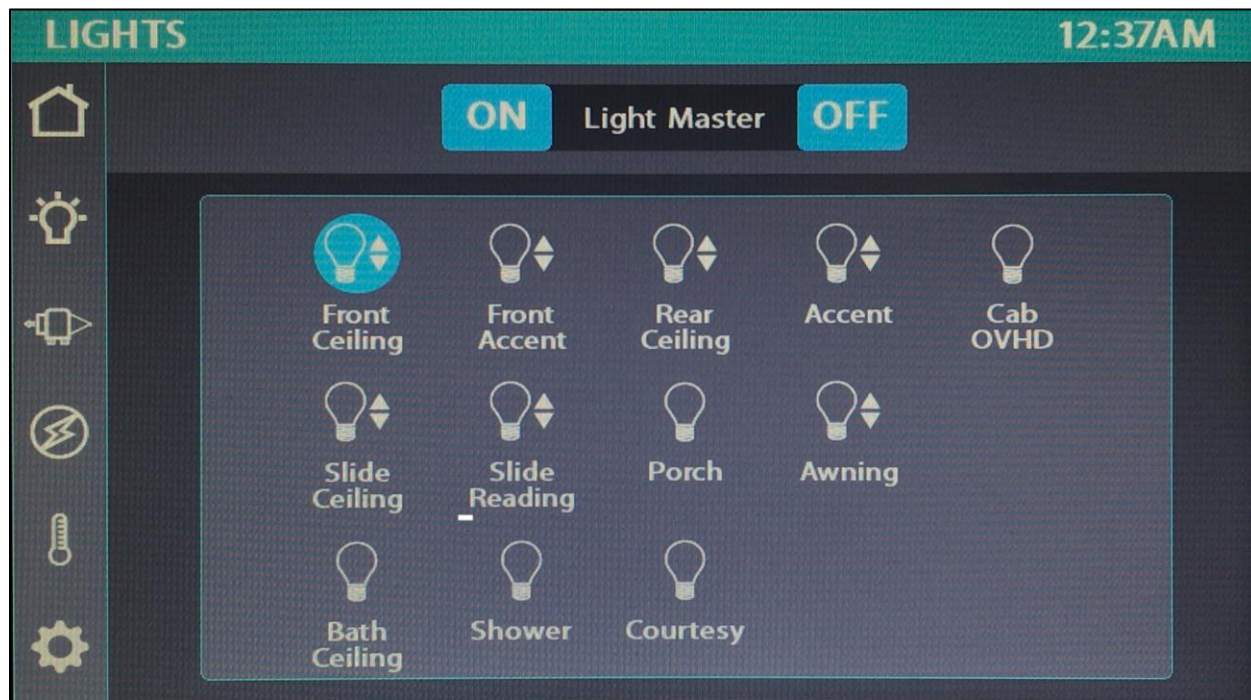 LIGHTS 12:37AM
ON Light Master OFF
Front Ceiling
Front Accent
Rear Ceiling
Accent
Cab OVHD
Slide Ceiling
Slide Reading
Porch
Awning
Bath Ceiling
Shower
Courtesy